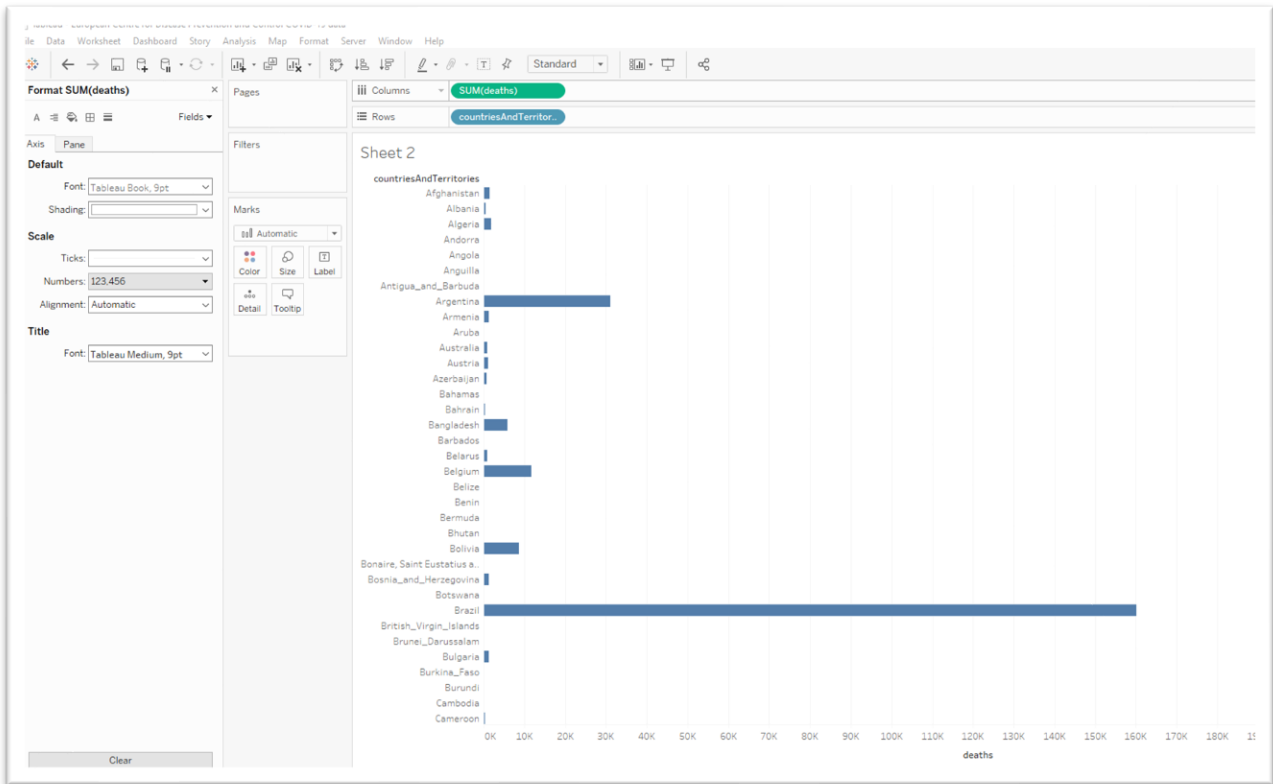 Data Worksheet Dashboard Story Analysis Map Format Server Window Help
Standard
Format SUM(deaths)
Fields
Axis Pane
Default
Font: Tableau Book, 9pt
Shading:
Scale
Ticks:
Numbers: 123,456
Alignment: Automatic
Title
Font: Tableau Medium, 9pt
Clear
Pages
Filters
Marks
Automatic
Color Size Label
Detail Tooltip
Columns SUM(deaths)
Rows countriesAndTerritor..
Sheet 2
countriesAndTerritories
Afghanistan
Albania
Algeria
Andorra
Angola
Anguilla
Antigua_and_Barbuda
Argentina
Armenia
Aruba
Australia
Austria
Azerbaijan
Bahamas
Bahrain
Bangladesh
Barbados
Belarus
Belgium
Belize
Benin
Bermuda
Bhutan
Bolivia
Bonaire, Saint Eustatius a..
Bosnia_and_Herzegovina
Botswana
Brazil
British_Virgin_Islands
Brunei_Darussalam
Bulgaria
Burkina_Faso
Burundi
Cambodia
Cameroon
0K 10K 20K 30K 40K 50K 60K 70K 80K 90K 100K 110K 120K 130K 140K 150K 160K 170K 180K
deaths